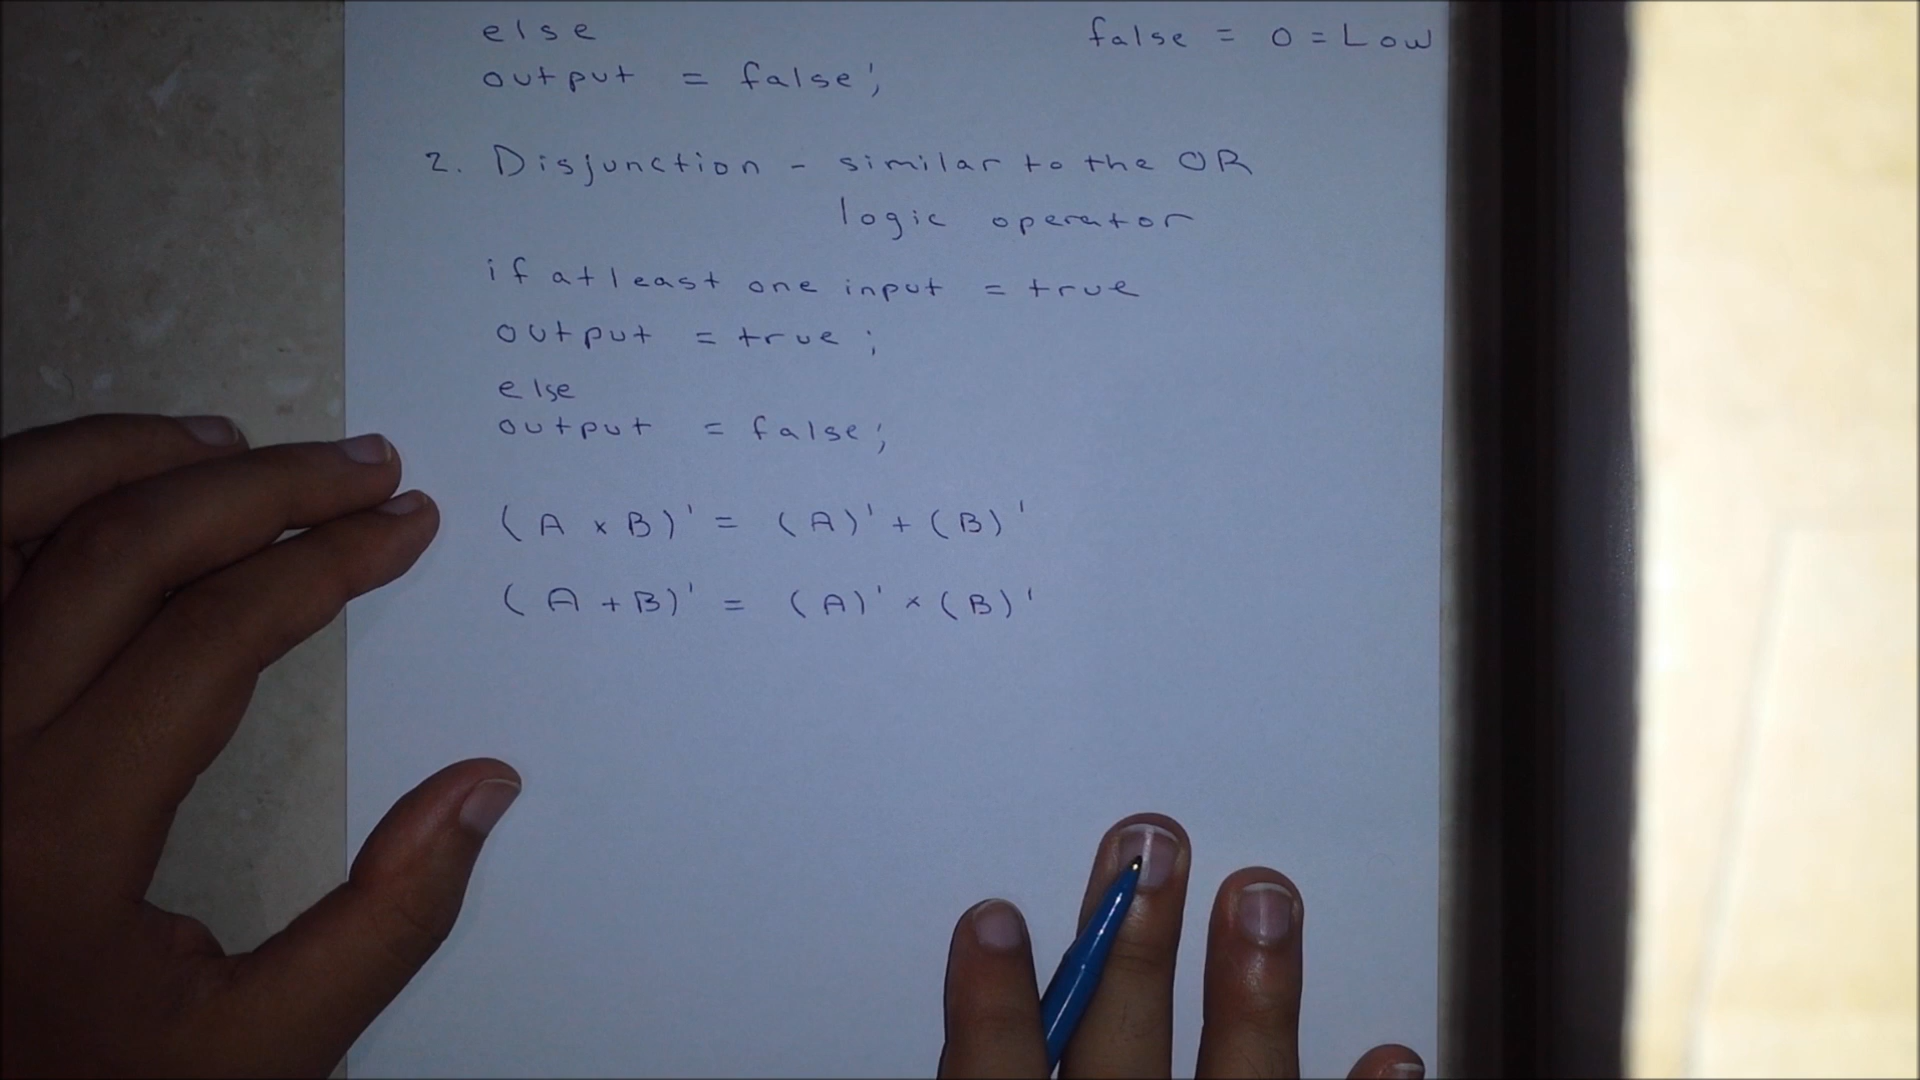 else
false = 0 = Low
output = false;
2. Disjunction - similar to the OR
logic operator
if atleast one input = true
output = true ;
else
output = false;
(A × B)' = (A)' + (B)'
(A + B)' = (A)' × (B)'